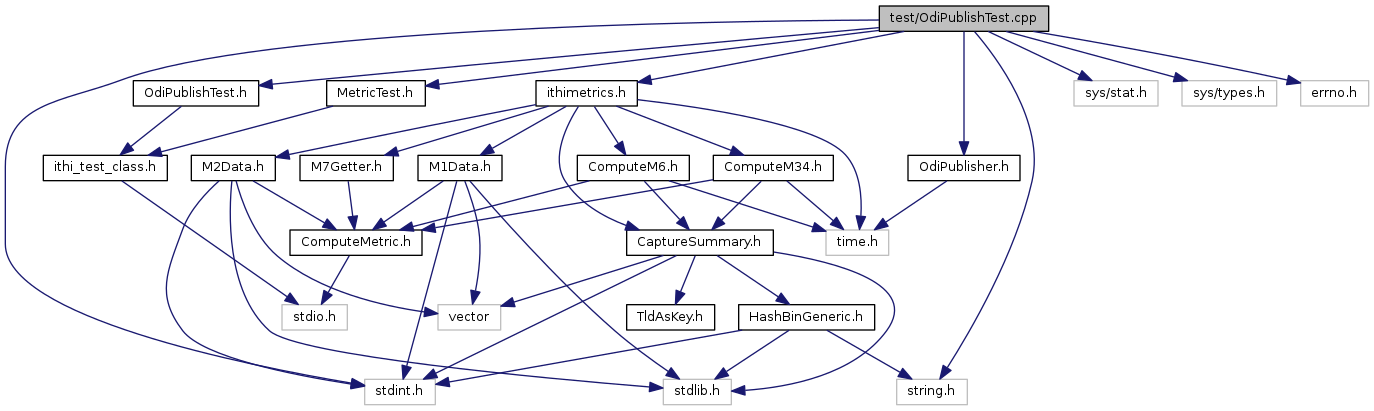 test/OdiPublishTest.cpp
OdiPublishTest.h
MetricTest.h
ithimetrics.h
sys/stat.h
sys/types.h
errno.h
ithi_test_class.h
M2Data.h
M7Getter.h
M1Data.h
ComputeM6.h
ComputeM34.h
OdiPublisher.h
ComputeMetric.h
CaptureSummary.h
time.h
stdio.h
vector
TldAsKey.h
HashBinGeneric.h
stdint.h
stdlib.h
string.h